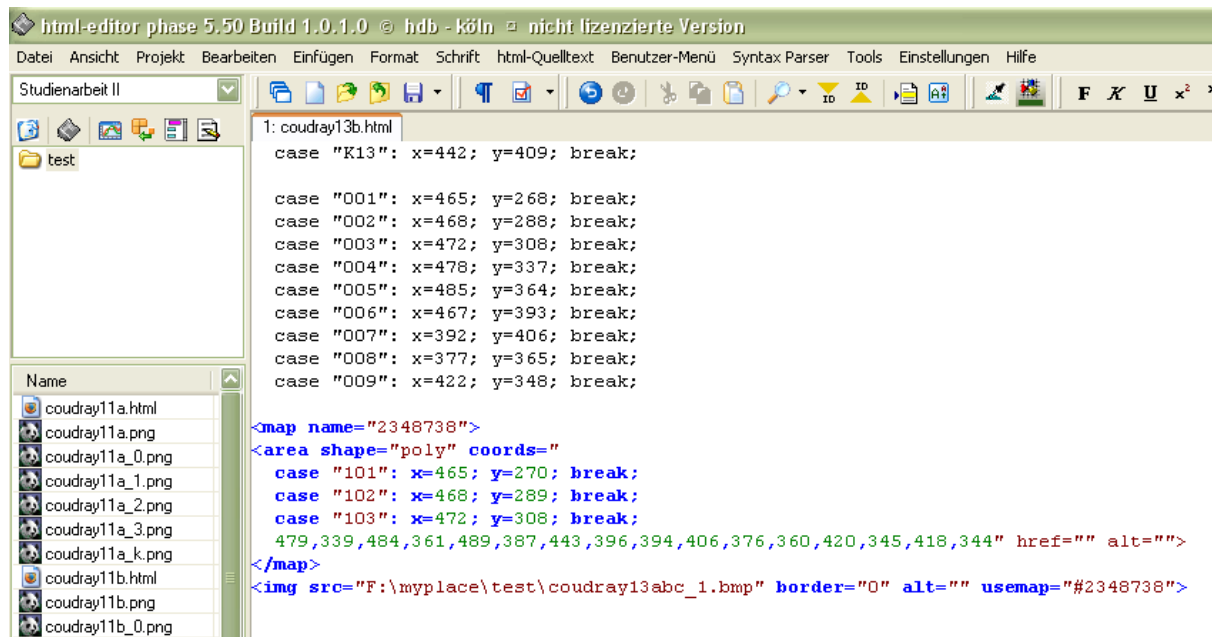 html-editor phase 5.50 Build 1.0.1.0 © hdb - köln ¤ nicht lizenzierte Version
Datei Ansicht Projekt Bearbeiten Einfügen Format Schrift html-Quelltext Benutzer-Menü Syntax Parser Tools Einstellungen Hilfe
Studienarbeit II
ID ID F K U x²
1: coudray13b.html
test
case "K13": x=442; y=409; break;
case "001": x=465; y=268; break;
case "002": x=468; y=288; break;
case "003": x=472; y=308; break;
case "004": x=478; y=337; break;
case "005": x=485; y=364; break;
case "006": x=467; y=393; break;
case "007": x=392; y=406; break;
case "008": x=377; y=365; break;
case "009": x=422; y=348; break;
<map name="2348738">
<area shape="poly" coords="
case "101": x=465; y=270; break;
case "102": x=468; y=289; break;
case "103": x=472; y=308; break;
479,339,484,361,489,387,443,396,394,406,376,360,420,345,418,344" href="" alt="">
</map>
<img src="F:\myplace\test\coudray13abc_1.bmp" border="0" alt="" usemap="#2348738">
Name
coudray11a.html
coudray11a.png
coudray11a_0.png
coudray11a_1.png
coudray11a_2.png
coudray11a_3.png
coudray11a_k.png
coudray11b.html
coudray11b.png
coudray11b_0.png